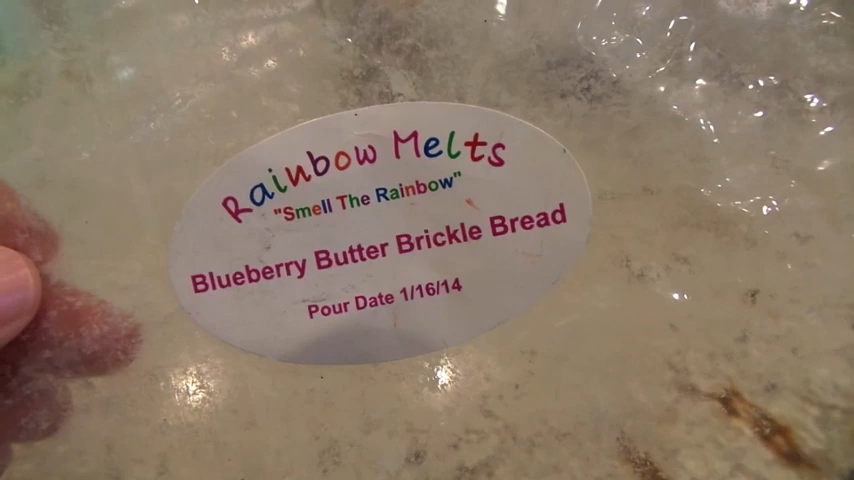 Rainbow Melts
"Smell The Rainbow"
Blueberry Butter Brickle Bread
Pour Date 1/16/14